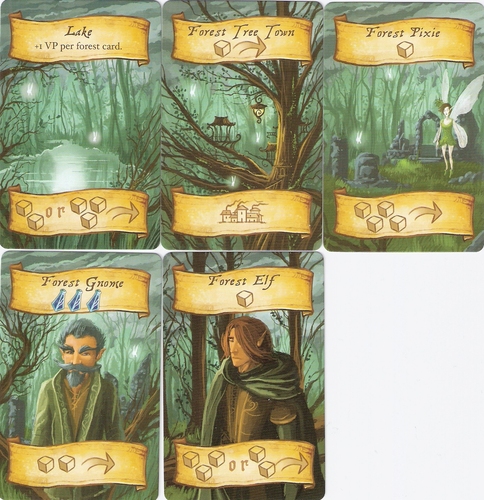 Lake
+1 VP per forest card.
or
Forest Tree Town
Forest Pixie
Forest Gnome
Forest Elf
or